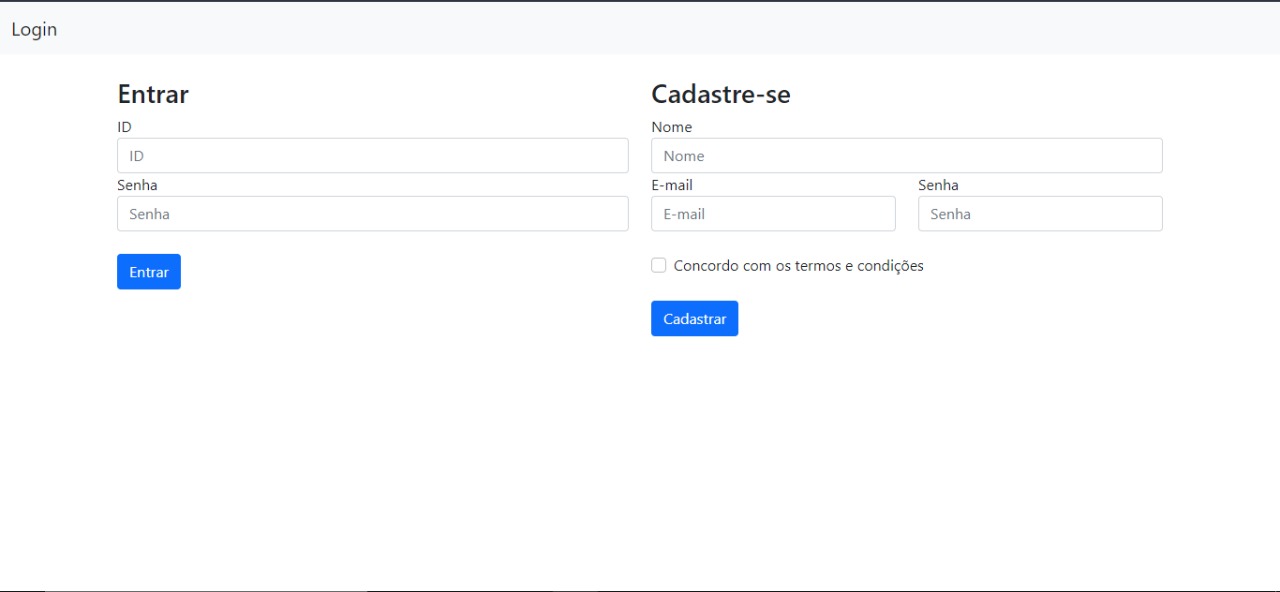 Login
Entrar
ID
ID
Senha
Senha
Entrar
Cadastre-se
Nome
Nome
E-mail Senha
E-mail Senha
Concordo com os termos e condições
Cadastrar